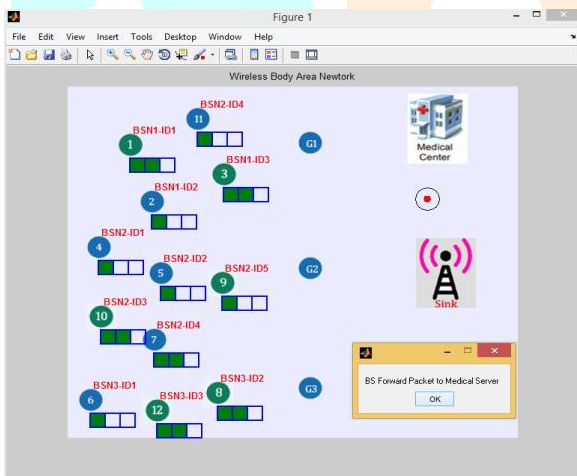 Figure 1
File Edit View Insert Tools Desktop Window Help
Wireless Body Area Newtork
BSN2-ID4
11
BSN1-ID1
1
G1
Medical
Center
BSN1-ID3
3
BSN1-ID2
2
BSN2-ID1
4
BSN2-ID2
5
BSN2-ID5
9
G2
Sink
BSN2-ID3
10
BSN2-ID4
7
BS Forward Packet to Medical Server
OK
BSN3-ID1
6
BSN3-ID3
12
BSN3-ID2
8
G3